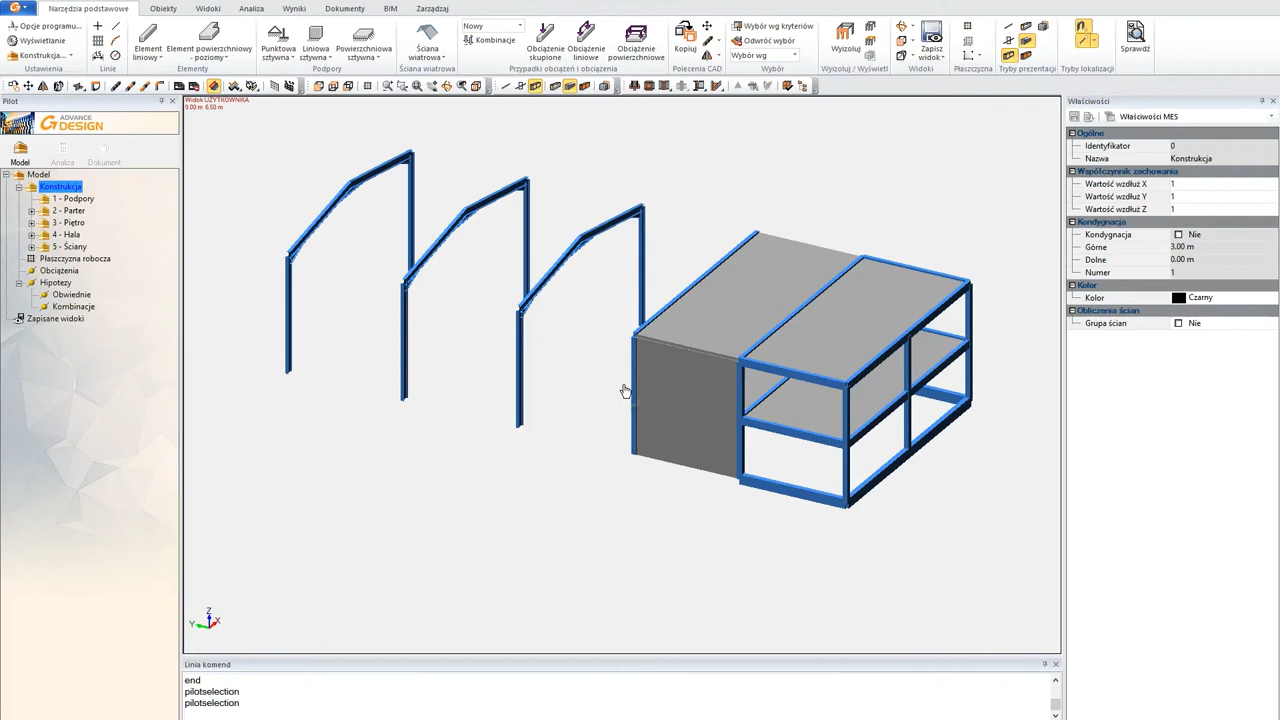 Narzędzia podstawowe Obiekty Widoki Analiza Wyniki Dokumenty BIM Zarządzaj
Opcje programu...
Wyświetlanie
Konstrukcja...
Ustawienia
Linie
Element liniowy
Element powierzchniowy - poziomy
Elementy
Punktowa sztywna
Liniowa sztywna
Powierzchniowa sztywna
Podpory
Ściana wiatrowa
Ściana wiatrowa
Nowy
Kombinacje
Obciążenie skupione
Obciążenie liniowe
Obciążenie powierzchniowe
Przypadki obciążeń i obciążenia
Kopiuj
Polecenia CAD
Wybór wg kryteriów
Odwróć wybór
Wybór wg
Wybór
Wizualizuj
Wizualizuj / Wyświetl
Zapisz widok
Widoki
Płaszczyzna
Tryby prezentacji
Tryby lokalizacji
Sprawdź
Pilot
GRAITEC ADVANCE
DESIGN
Model Analiza Dokument
Model
Konstrukcja
1 - Podpory
2 - Parter
3 - Piętro
4 - Hala
5 - Ściany
Płaszczyzna robocza
Obciążenia
Hipotezy
Obwiednie
Kombinacje
Zapisane widoki
Widok UŻYTKOWNIKA
9.00 m 6.50 m
Z
Y X
Linia komend
end
pilotselection
pilotselection
Właściwości
Właściwości MES
Ogólne
Identyfikator 0
Nazwa Konstrukcja
Współczynnik zachowania
Wartość wzdłuż X 1
Wartość wzdłuż Y 1
Wartość wzdłuż Z 1
Kondygnacja
Kondygnacja Nie
Górne 3.00 m
Dolne 0.00 m
Numer 1
Kolor
Kolor Czarny
Obliczenia ścian
Grupa ścian Nie